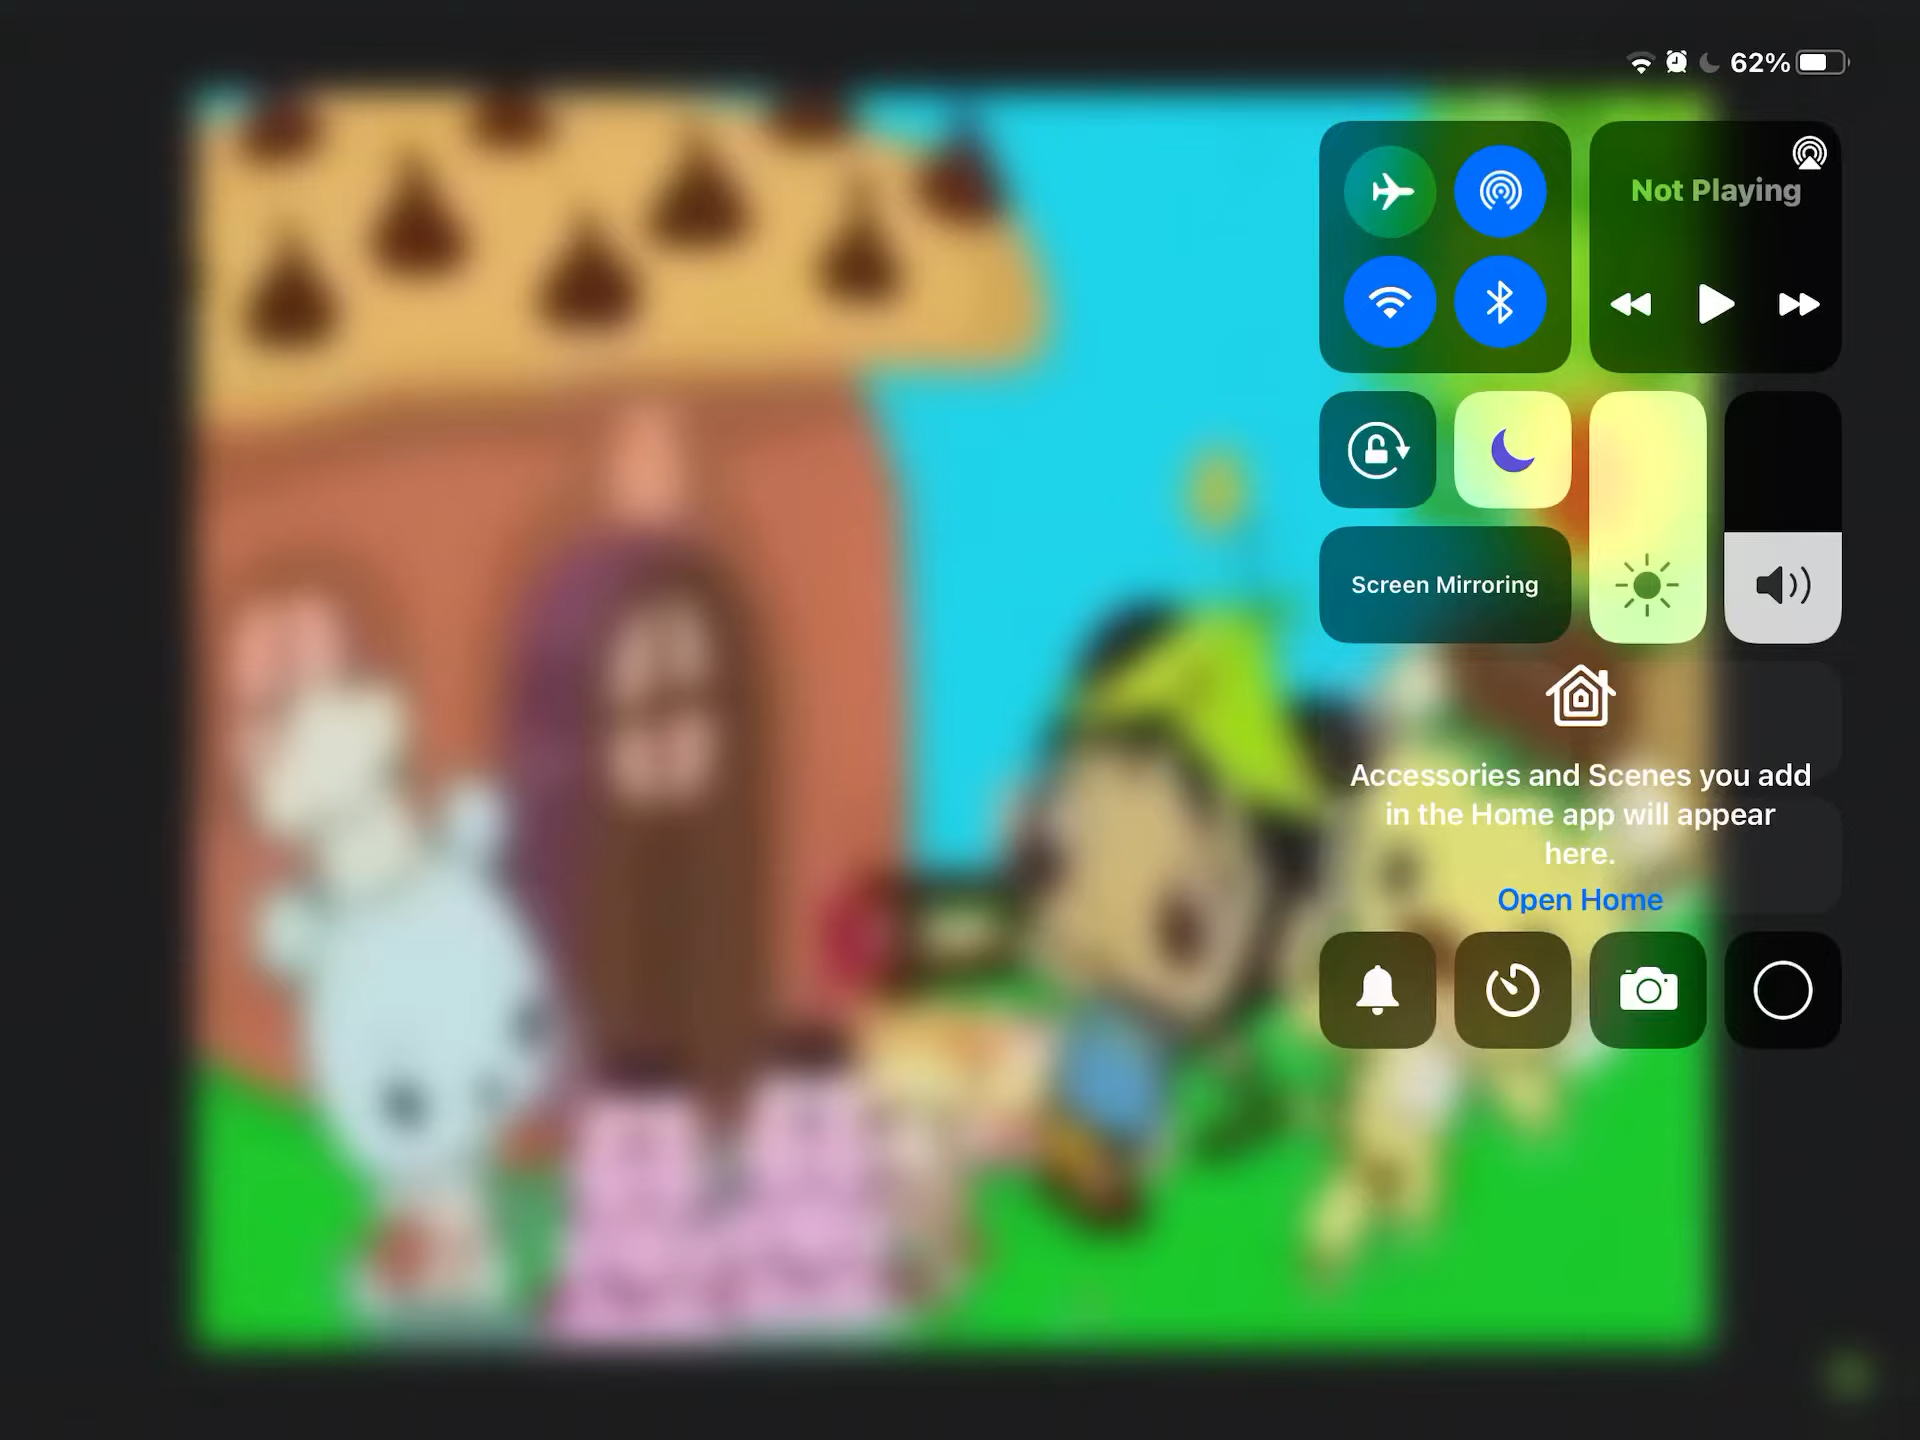 62%
Not Playing
Screen Mirroring
Accessories and Scenes you add
in the Home app will appear
here.
Open Home